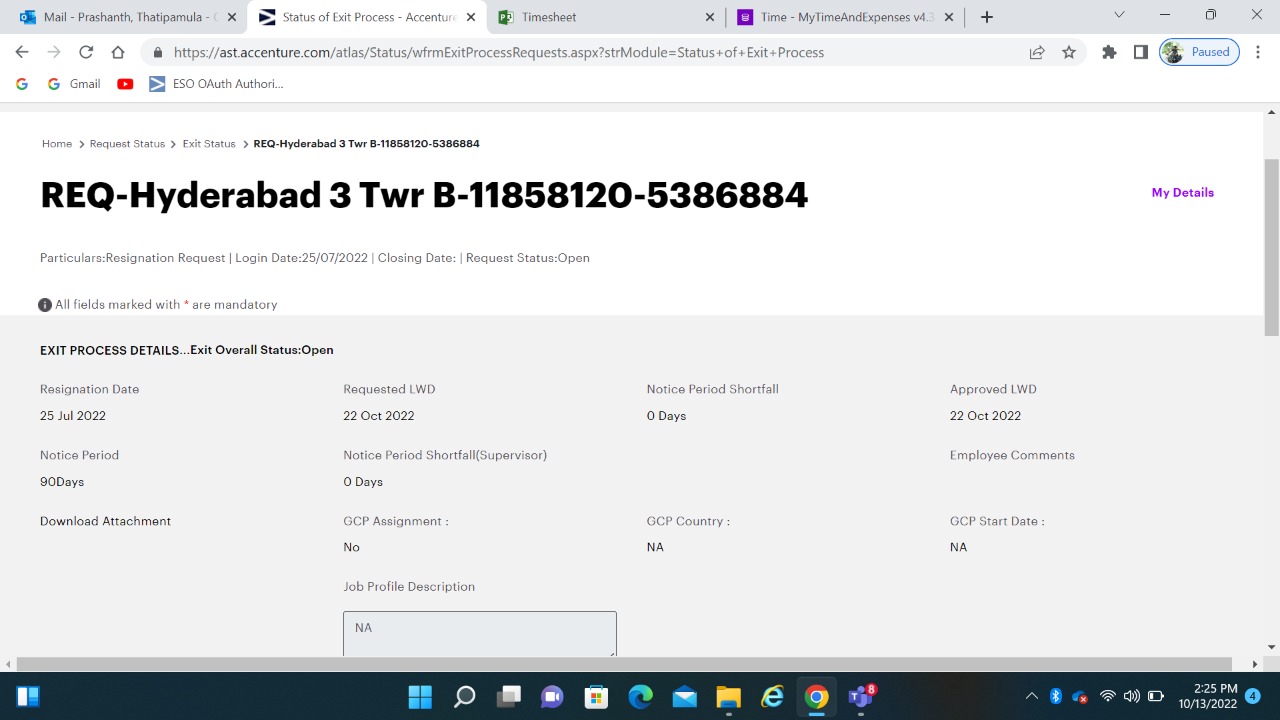 Mail - Prashanth, Thatipamula - 
Status of Exit Process - Accenture
Timesheet
Time - MyTimeAndExpenses v4.3
https://ast.accenture.com/atlas/Status/wfrmExitProcessRequests.aspx?strModule=Status+of+Exit+Process
Paused
Gmail
ESO OAuth Authori...
Home > Request Status > Exit Status > REQ-Hyderabad 3 Twr B-11858120-5386884
REQ-Hyderabad 3 Twr B-11858120-5386884
My Details
Particulars:Resignation Request | Login Date:25/07/2022 | Closing Date: | Request Status:Open
All fields marked with * are mandatory
EXIT PROCESS DETAILS...Exit Overall Status:Open
Resignation Date Requested LWD Notice Period Shortfall Approved LWD
25 Jul 2022 22 Oct 2022 0 Days 22 Oct 2022
Notice Period Notice Period Shortfall(Supervisor) Employee Comments
90Days 0 Days
Download Attachment GCP Assignment : GCP Country : GCP Start Date :
No NA NA
Job Profile Description
NA
8
2:25 PM
10/13/2022
4